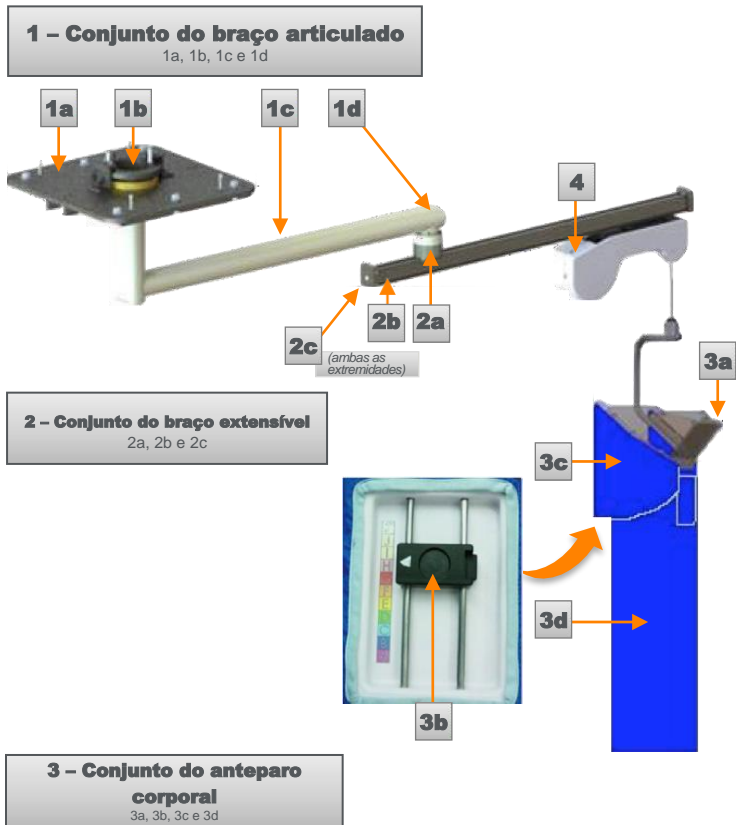 1 – Conjunto do braço articulado
1a, 1b, 1c e 1d
1a
1b
1c
1d
4
2c
2b
2a
(ambas as
extremidades)
3a
2 – Conjunto do braço extensível
2a, 2b e 2c
3c
3d
3b
3 – Conjunto do anteparo
corporal
3a, 3b, 3c e 3d